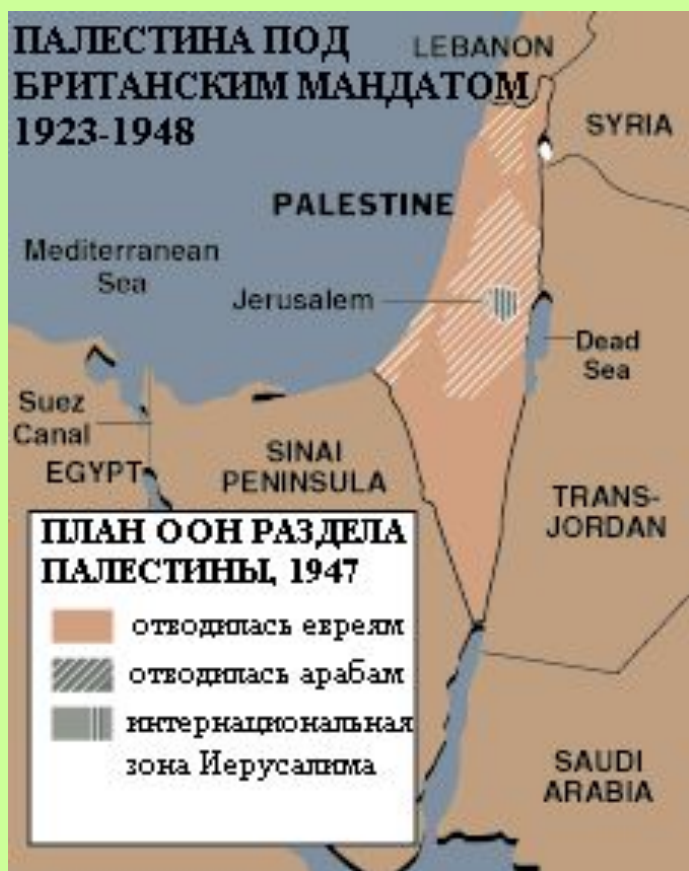 ПАЛЕСТИНА ПОД
БРИТАНСКИМ МАНДАТОМ
1923-1948
LEBANON
SYRIA
PALESTINE
Mediterranean
Sea
Jerusalem
Dead
Sea
Suez
Canal
EGYPT
SINAI
PENINSULA
TRANS-
JORDAN
ПЛАН ООН РАЗДЕЛА
ПАЛЕСТИНЫ, 1947
отводилась евреям
отводилась арабам
интернациональная
зона Иерусалима
SAUDI
ARABIA